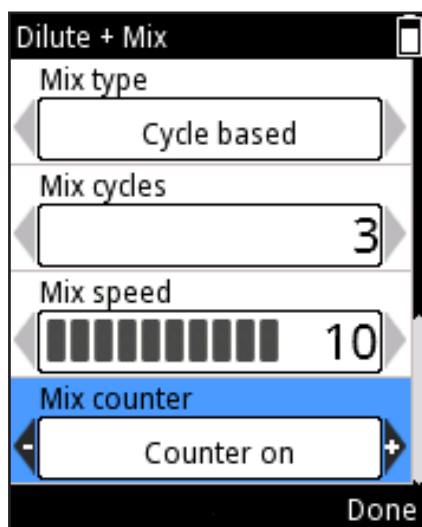 Dilute + Mix
Mix type
Cycle based
Mix cycles
3
Mix speed
10
Mix counter
- Counter on +
Done